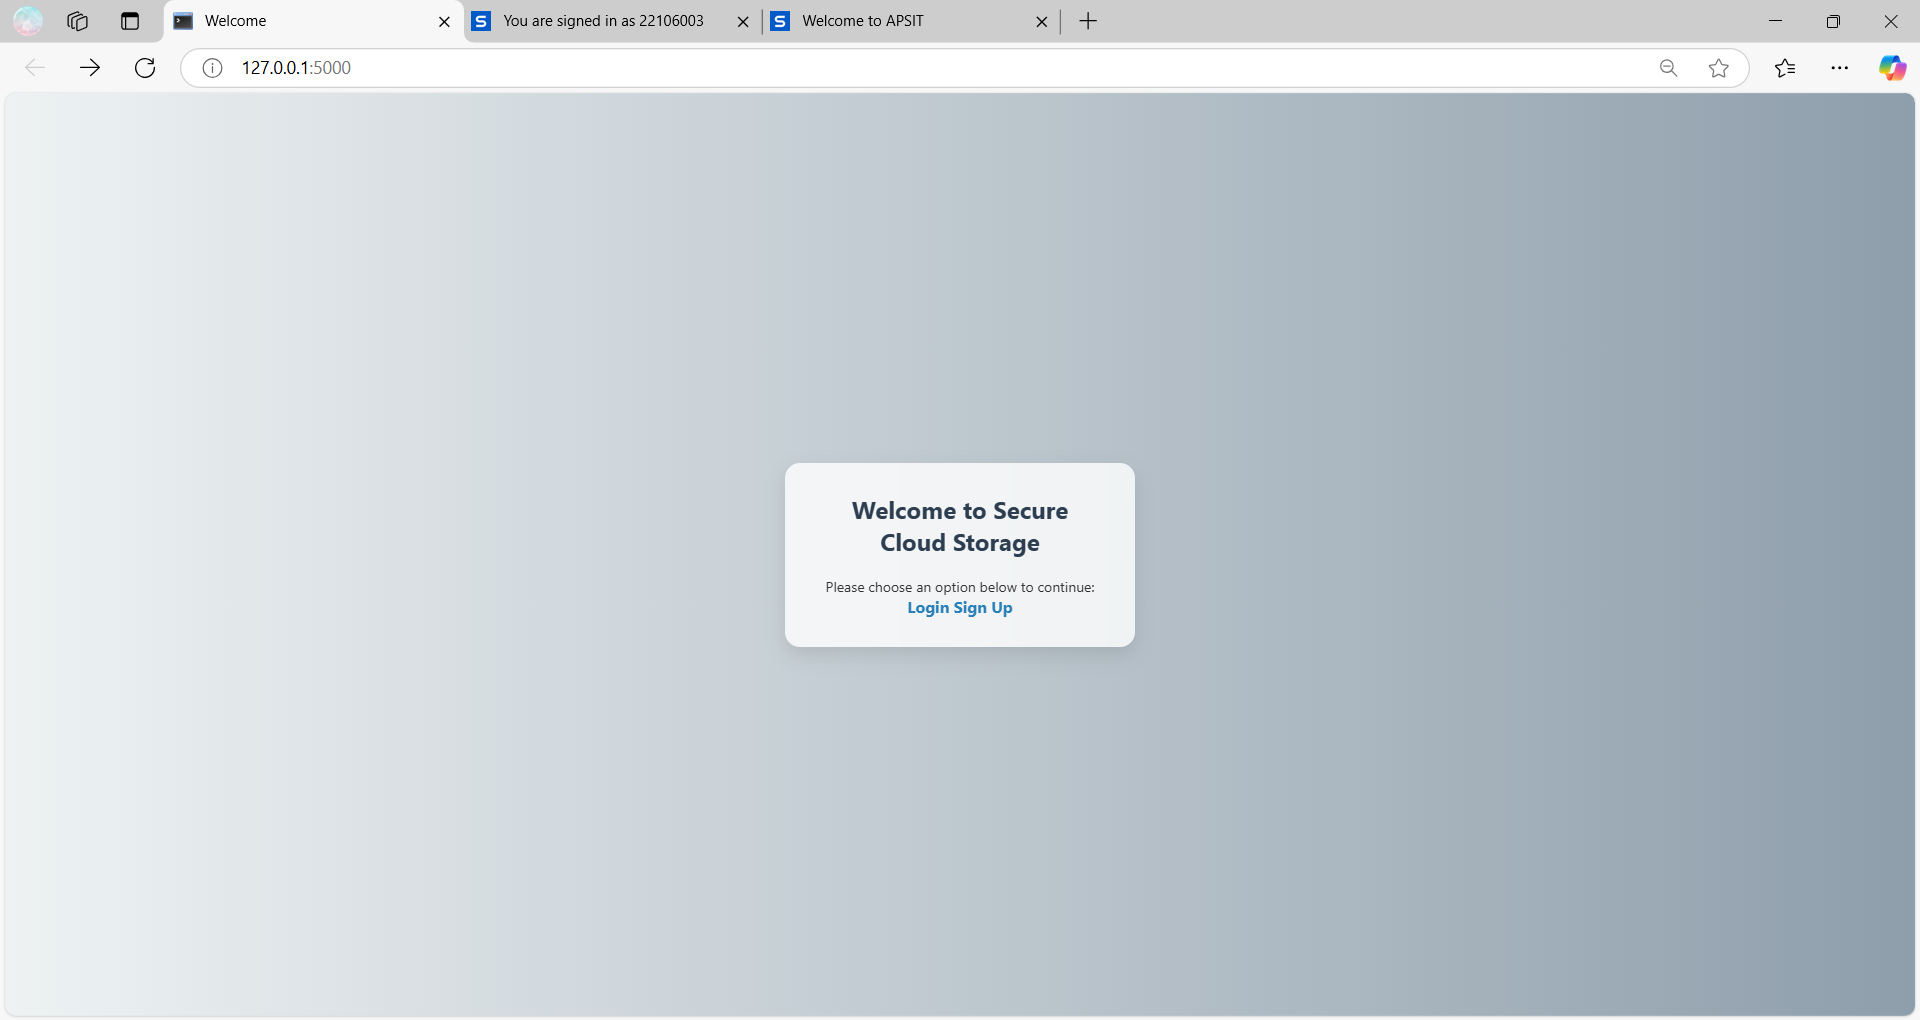 Welcome
You are signed in as 22106003
Welcome to APSIT
127.0.0.1:5000
Welcome to Secure
Cloud Storage
Please choose an option below to continue:
Login Sign Up